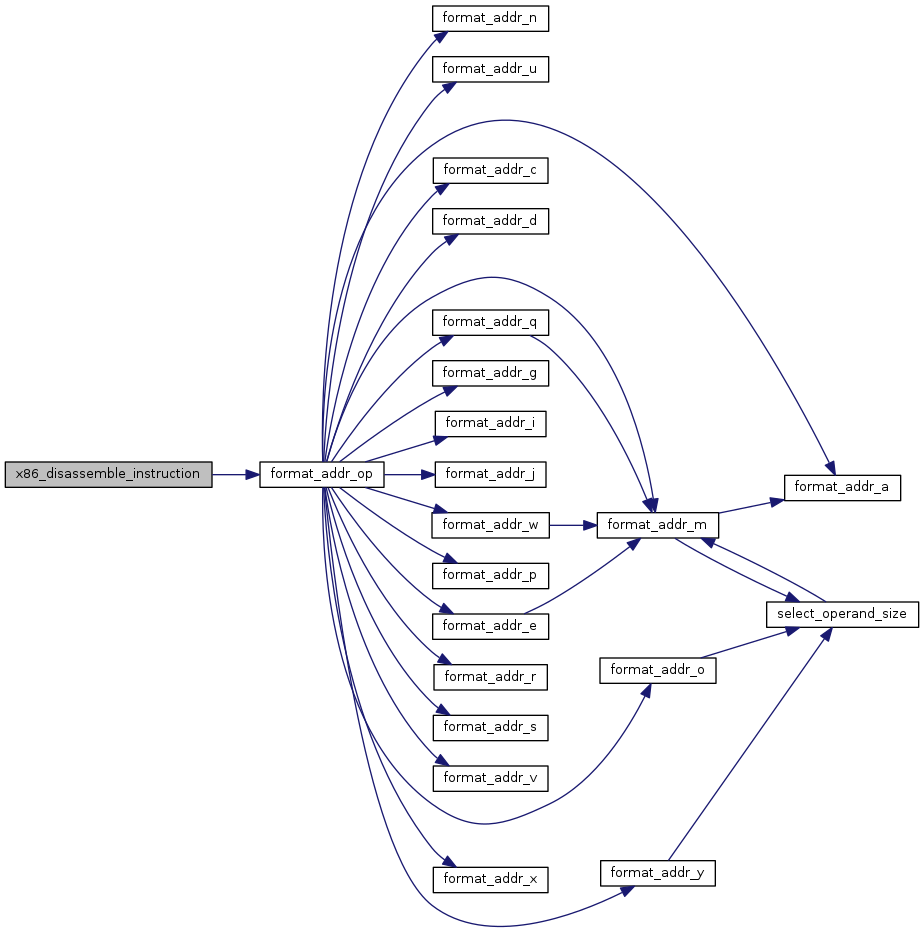 format_addr_n
format_addr_u
format_addr_c
format_addr_d
format_addr_q
format_addr_g
format_addr_i
x86_disassemble_instruction
format_addr_op
format_addr_j
format_addr_a
format_addr_w
format_addr_m
format_addr_p
select_operand_size
format_addr_e
format_addr_r
format_addr_o
format_addr_s
format_addr_v
format_addr_x
format_addr_y